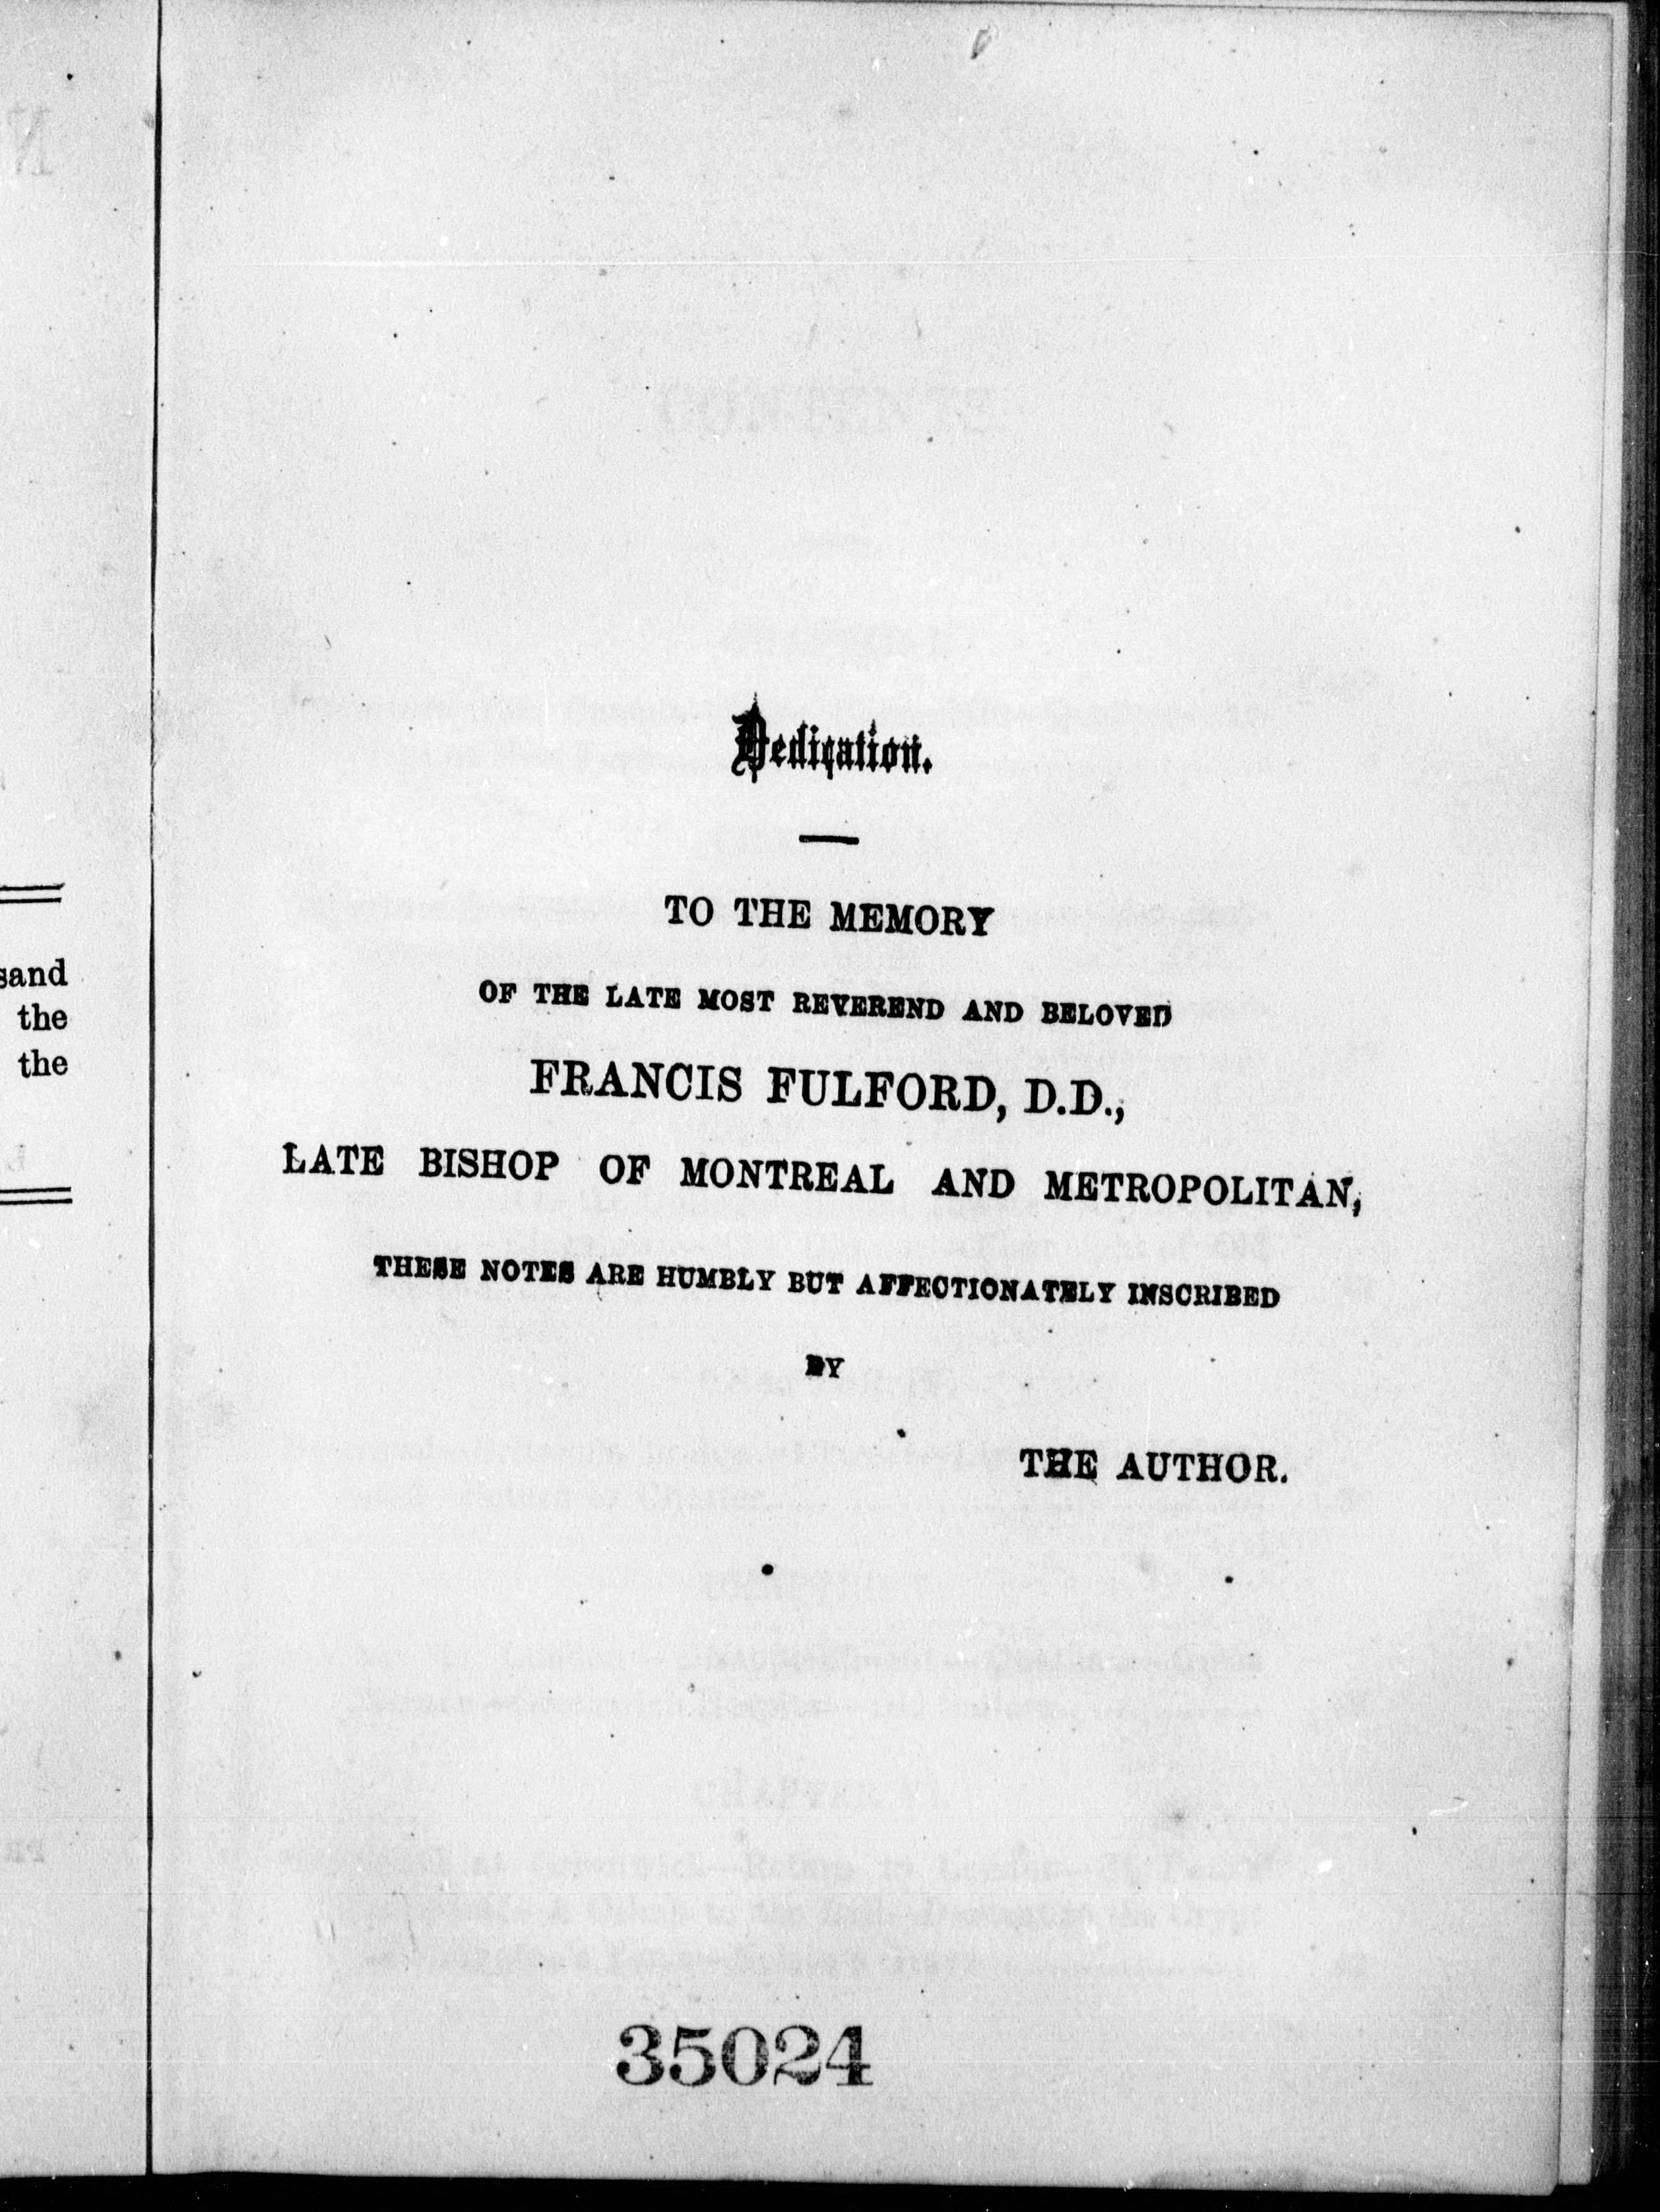 sand
the
the
Dedication.
TO THE MEMORY
OF THE LATE MOST REVEREND AND BELOVED
FRANCIS FULFORD, D.D.,
LATE BISHOP OF MONTREAL AND METROPOLITAN,
THESE NOTES ARE HUMBLY BUT AFFECTIONATELY INSCRIBED
BY
THE AUTHOR.
35024